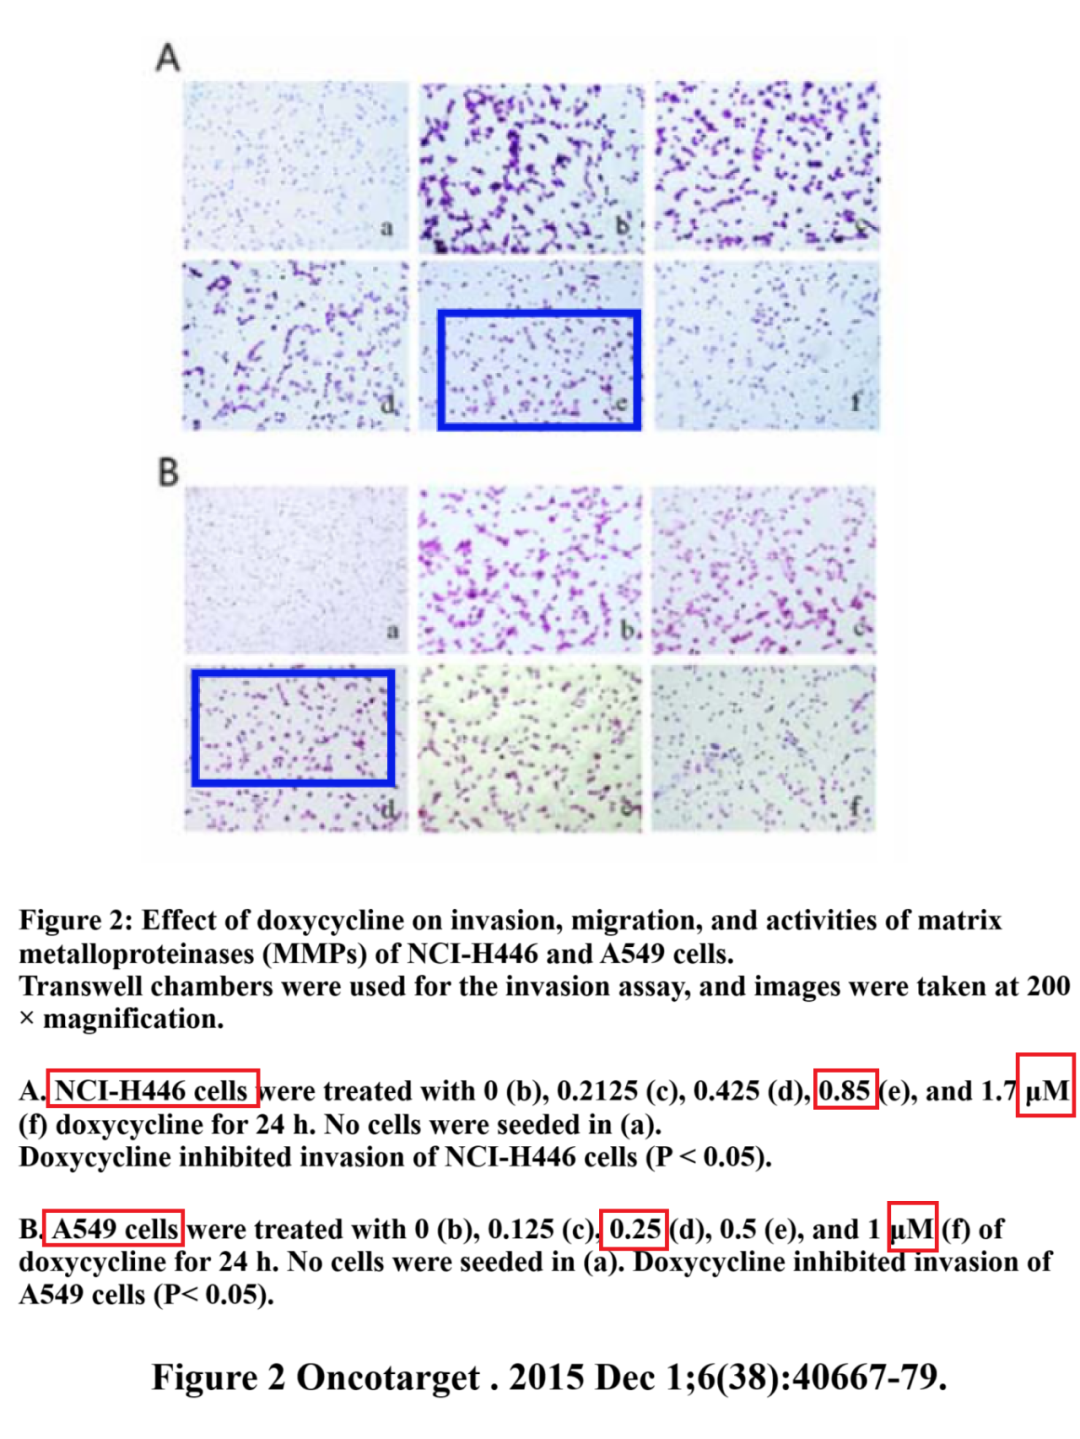 A
a
b
c
d
e
f
B
a
b
c
d
e
f
Figure 2: Effect of doxycycline on invasion, migration, and activities of matrix
metalloproteinases (MMPs) of NCI-H446 and A549 cells.
Transwell chambers were used for the invasion assay, and images were taken at 200
× magnification.
A. NCI-H446 cells were treated with 0 (b), 0.2125 (c), 0.425 (d), 0.85 (e), and 1.7 µM
(f) doxycycline for 24 h. No cells were seeded in (a).
Doxycycline inhibited invasion of NCI-H446 cells (P < 0.05).
B. A549 cells were treated with 0 (b), 0.125 (c), 0.25 (d), 0.5 (e), and 1 µM (f) of
doxycycline for 24 h. No cells were seeded in (a). Doxycycline inhibited invasion of
A549 cells (P< 0.05).
Figure 2 Oncotarget . 2015 Dec 1;6(38):40667-79.